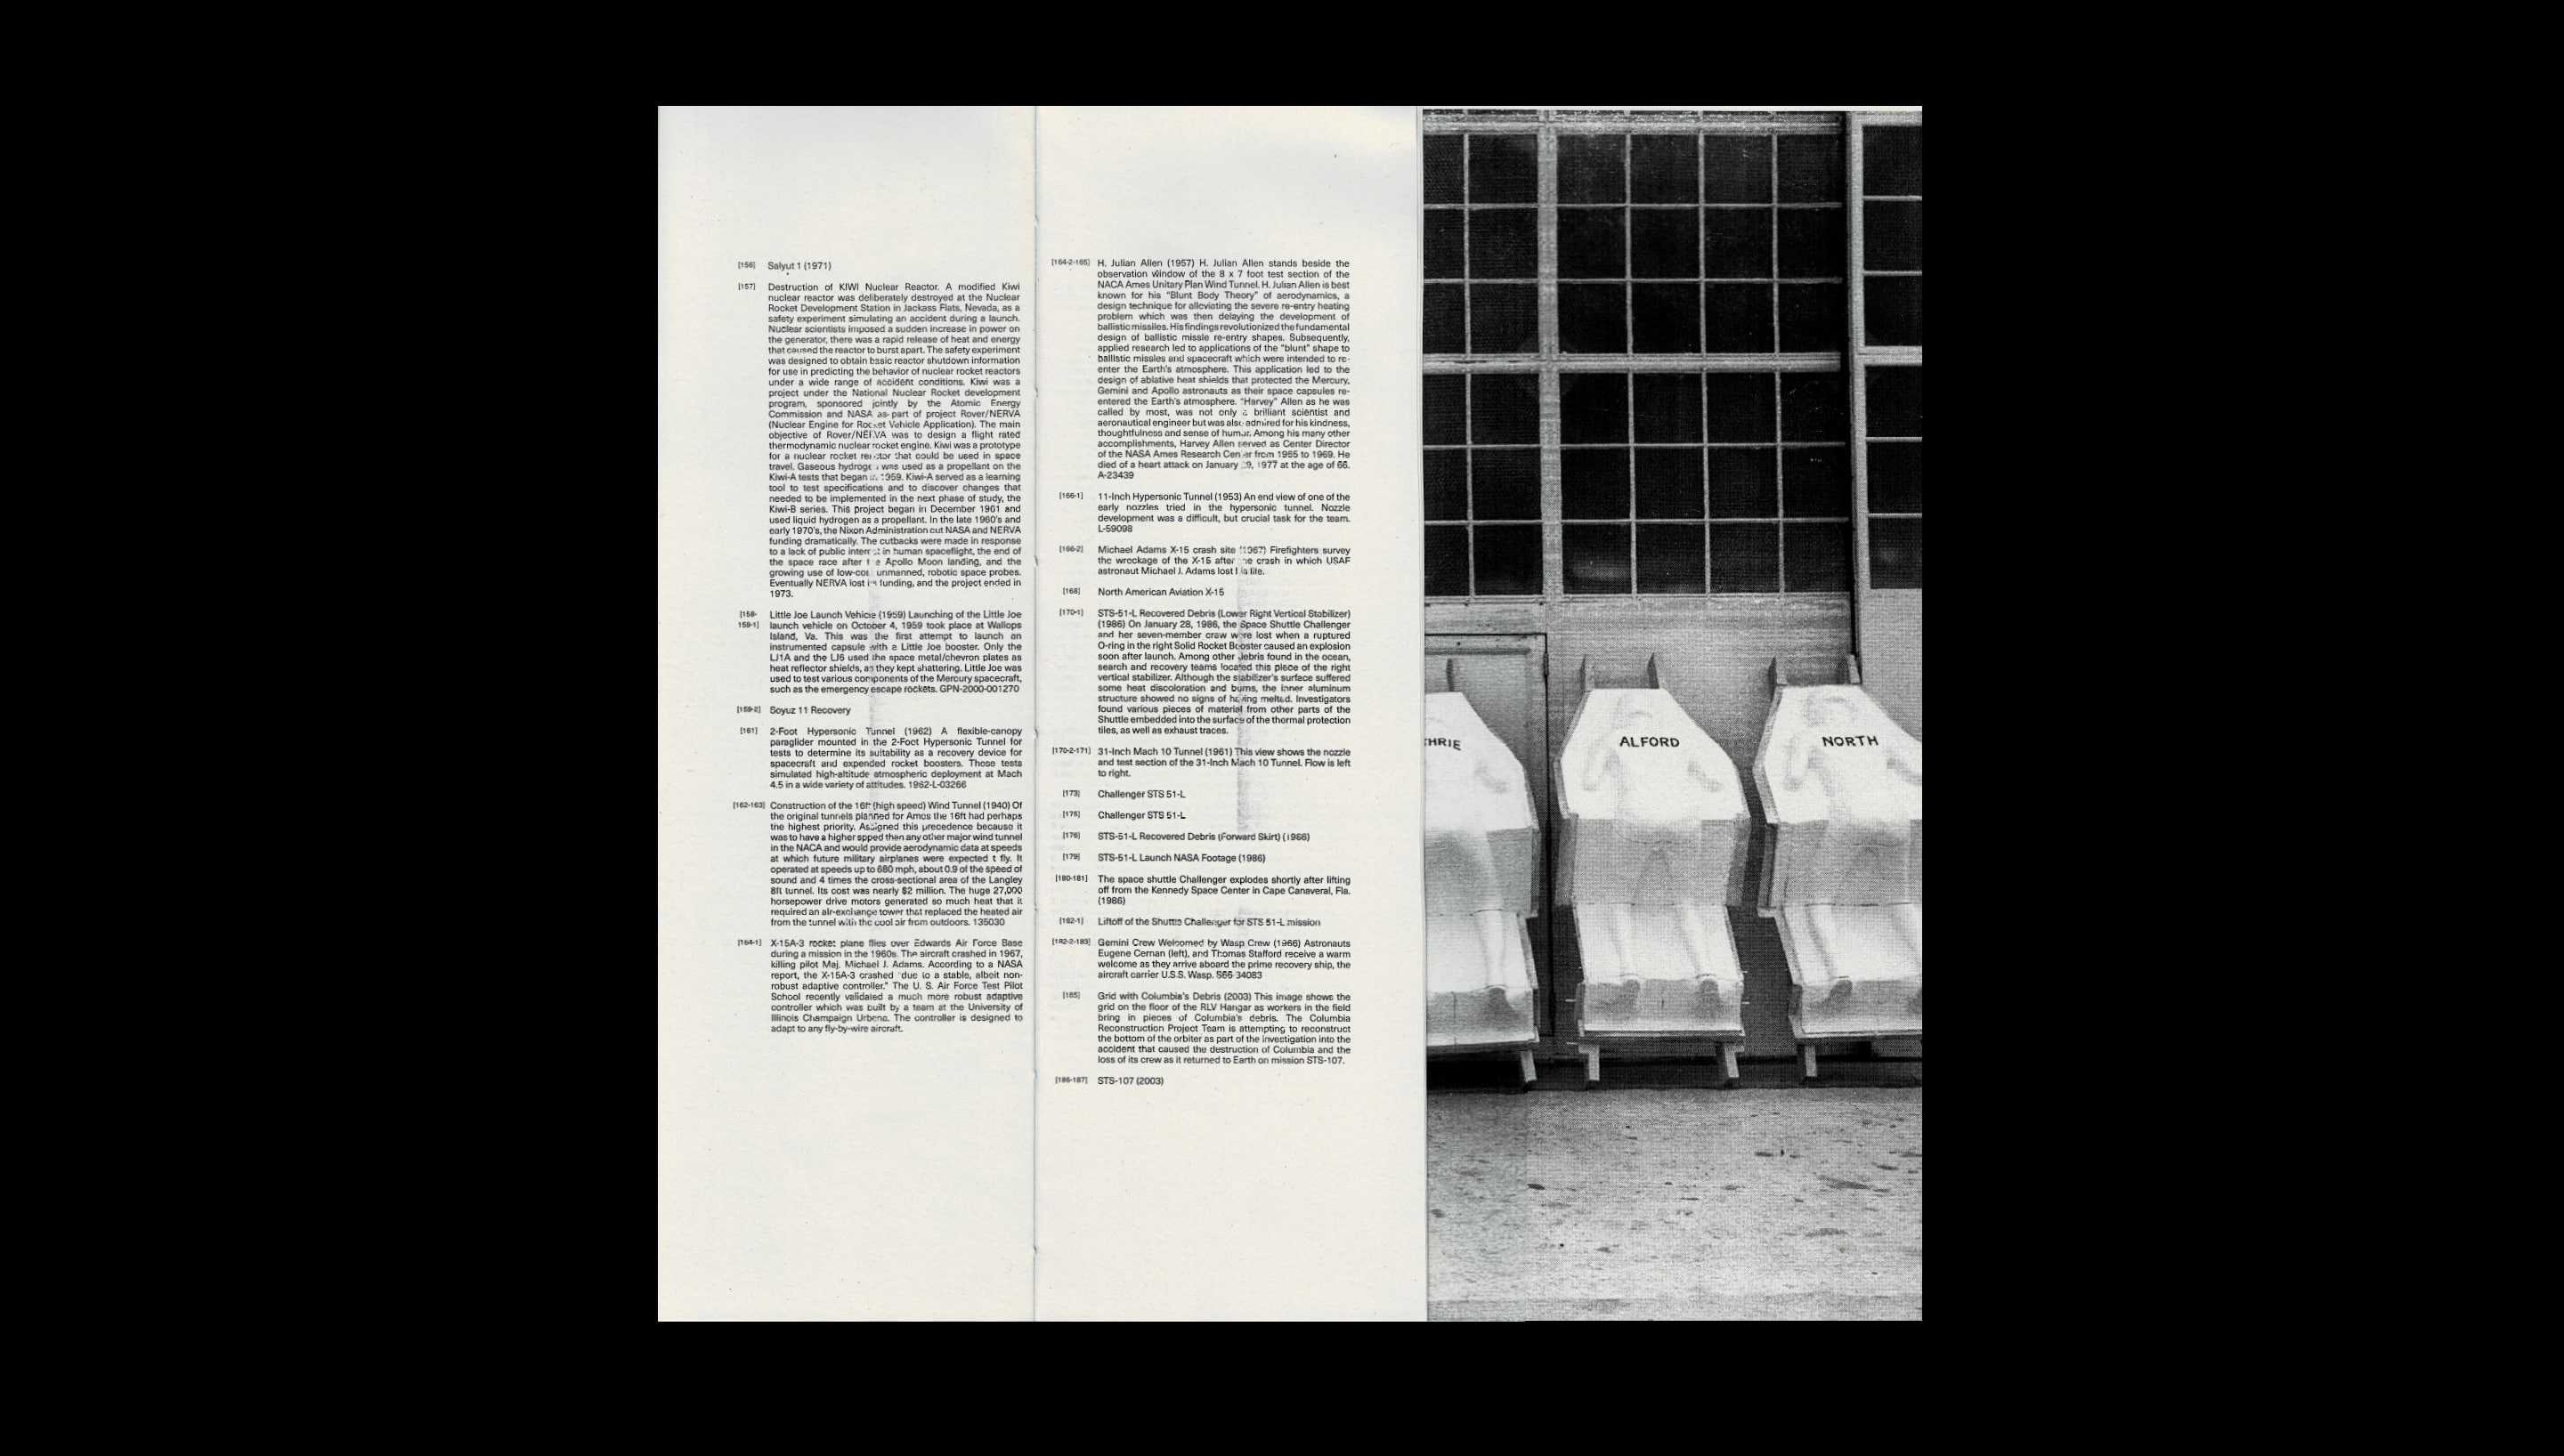 [156] Salyut 1 (1971)
[157] Destruction of KIWI Nuclear Reactor. A modified Kiwi
nuclear reactor was deliberately destroyed at the Nuclear
Rocket Development Station in Jackass Flats, Nevada, as a
safety experiment simulating an accident during a launch.
Nuclear scientists imposed a sudden increase in power on
the generator, there was a rapid release of heat and energy
that caused the reactor to burst apart. The safety experiment
was designed to obtain basic reactor shutdown information
for use in predicting the behavior of nuclear rocket reactors
under a wide range of accident conditions. Kiwi was a
project under the National Nuclear Rocket development
program, sponsored jointly by the Atomic Energy
Commission and NASA as part of project Rover/NERVA
(Nuclear Engine for Rocket Vehicle Application). The main
objective of Rover/NERVA was to design a flight rated
thermodynamic nuclear rocket engine. Kiwi was a prototype
for a nuclear rocket reactor that could be used in space
travel. Gaseous hydrogen was used as a propellant on the
Kiwi-A tests that began in 1959. Kiwi-A served as a learning
tool to test specifications and to discover changes that
needed to be implemented in the next phase of study, the
Kiwi-B series. This project began in December 1961 and
used liquid hydrogen as a propellant. In the late 1960's and
early 1970's, the Nixon Administration cut NASA and NERVA
funding dramatically. The cutbacks were made in response
to a lack of public interest in human spaceflight, the end of
the space race after the Apollo Moon landing, and the
growing use of low-cost unmanned, robotic space probes.
Eventually NERVA lost its funding, and the project ended in
1973.
[158- Little Joe Launch Vehicle (1959) Launching of the Little Joe
159-1] launch vehicle on October 4, 1959 took place at Wallops
Island, Va. This was the first attempt to launch an
instrumented capsule with a Little Joe booster. Only the
LJ1A and the LJ6 used the space metal/chevron plates as
heat reflector shields, as they kept shattering. Little Joe was
used to test various components of the Mercury spacecraft,
such as the emergency escape rockets. GPN-2000-001270
[159-2] Soyuz 11 Recovery
[161] 2-Foot Hypersonic Tunnel (1962) A flexible-canopy
paraglider mounted in the 2-Foot Hypersonic Tunnel for
tests to determine its suitability as a recovery device for
spacecraft and expended rocket boosters. These tests
simulated high-altitude atmospheric deployment at Mach
4.5 in a wide variety of attitudes. 1962-L-03266
[162-163] Construction of the 16ft (high speed) Wind Tunnel (1940) Of
the original tunnels planned for Ames the 16ft had perhaps
the highest priority. Assigned this precedence because it
was to have a higher spped than any other major wind tunnel
in the NACA and would provide aerodynamic data at speeds
at which future military airplanes were expected t fly. It
operated at speeds up to 680 mph, about 0.9 of the speed of
sound and 4 times the cross-sectional area of the Langley
8ft tunnel. Its cost was nearly $2 million. The huge 27,000
horsepower drive motors generated so much heat that it
required an air-exchange tower that replaced the heated air
from the tunnel with the cool air from outdoors. 135030
[164-1] X-15A-3 rocket plane flies over Edwards Air Force Base
during a mission in the 1960s. The aircraft crashed in 1967,
killing pilot Maj. Michael J. Adams. According to a NASA
report, the X-15A-3 crashed "due to a stable, albeit non-
robust adaptive controller." The U. S. Air Force Test Pilot
School recently validated a much more robust adaptive
controller which was built by a team at the University of
Illinois Champaign Urbana. The controller is designed to
adapt to any fly-by-wire aircraft.
[164-2-165] H. Julian Allen (1957) H. Julian Allen stands beside the
observation window of the 8 x 7 foot test section of the
NACA Ames Unitary Plan Wind Tunnel. H. Julian Allen is best
known for his "Blunt Body Theory" of aerodynamics, a
design technique for alleviating the severe re-entry heating
problem which was then delaying the development of
ballistic missiles. His findings revolutionized the fundamental
design of ballistic missle re-entry shapes. Subsequently,
applied research led to applications of the "blunt" shape to
ballistic missles and spacecraft which were intended to re-
enter the Earth's atmosphere. This application led to the
design of ablative heat shields that protected the Mercury,
Gemini and Apollo astronauts as their space capsules re-
entered the Earth's atmosphere. "Harvey" Allen as he was
called by most, was not only a brilliant scientist and
aeronautical engineer but was also admired for his kindness,
thoughtfulness and sense of humor. Among his many other
accomplishments, Harvey Allen served as Center Director
of the NASA Ames Research Center from 1955 to 1969. He
died of a heart attack on January 1977 at the age of 66.
A-23439
[166-1] 11-Inch Hypersonic Tunnel (1953) An end view of one of the
early nozzles tried in the hypersonic tunnel. Nozzle
development was a difficult, but crucial task for the team.
L-59098
[166-2] Michael Adams X-15 crash site (1967) Firefighters survey
the wreckage of the X-15 after the crash in which USAF
astronaut Michael J. Adams lost his life.
[168] North American Aviation X-15
[170-1] STS-51-L Recovered Debris (Lower Right Vertical Stabilizer)
(1986) On January 28, 1986, the Space Shuttle Challenger
and her seven-member craw were lost when a ruptured
O-ring in the right Solid Rocket Booster caused an explosion
soon after launch. Among other debris found in the ocean,
search and recovery teams located this piece of the right
vertical stabilizer. Although the stabilizer's surface suffered
some heat discoloration and burns, the inner aluminum
structure showed no signs of having melted. Investigators
found various pieces of material from other parts of the
Shuttle embedded into the surface of the thermal protection
tiles, as well as exhaust traces.
[170-2-171] 31-Inch Mach 10 Tunnel (1961) This view shows the nozzle
and test section of the 31-Inch Mach 10 Tunnel. Flow is left
to right.
[173] Challenger STS 51-L
[175] Challenger STS 51-L
[176] STS-51-L Recovered Debris (Forward Skirt) (1986)
[179] STS-51-L Launch NASA Footage (1986)
[180-181] The space shuttle Challenger explodes shortly after lifting
off from the Kennedy Space Center in Cape Canaveral, Fla.
(1986)
[182-1] Liftoff of the Shuttle Challenger for STS 51-L mission
[182-2-183] Gemini Crew Welcomed by Wasp Crew (1966) Astronauts
Eugene Cernan (left), and Thomas Stafford receive a warm
welcome as they arrive aboard the prime recovery ship, the
aircraft carrier U.S.S. Wasp. S66-34083
[185] Grid with Columbia's Debris (2003) This image shows the
grid on the floor of the RLV Hangar as workers in the field
bring in pieces of Columbia's debris. The Columbia
Reconstruction Project Team is attempting to reconstruct
the bottom of the orbiter as part of the investigation into the
accident that caused the destruction of Columbia and the
loss of its crew as it returned to Earth on mission STS-107.
[186-187] STS-107 (2003)
HRIE
ALFORD
NORTH